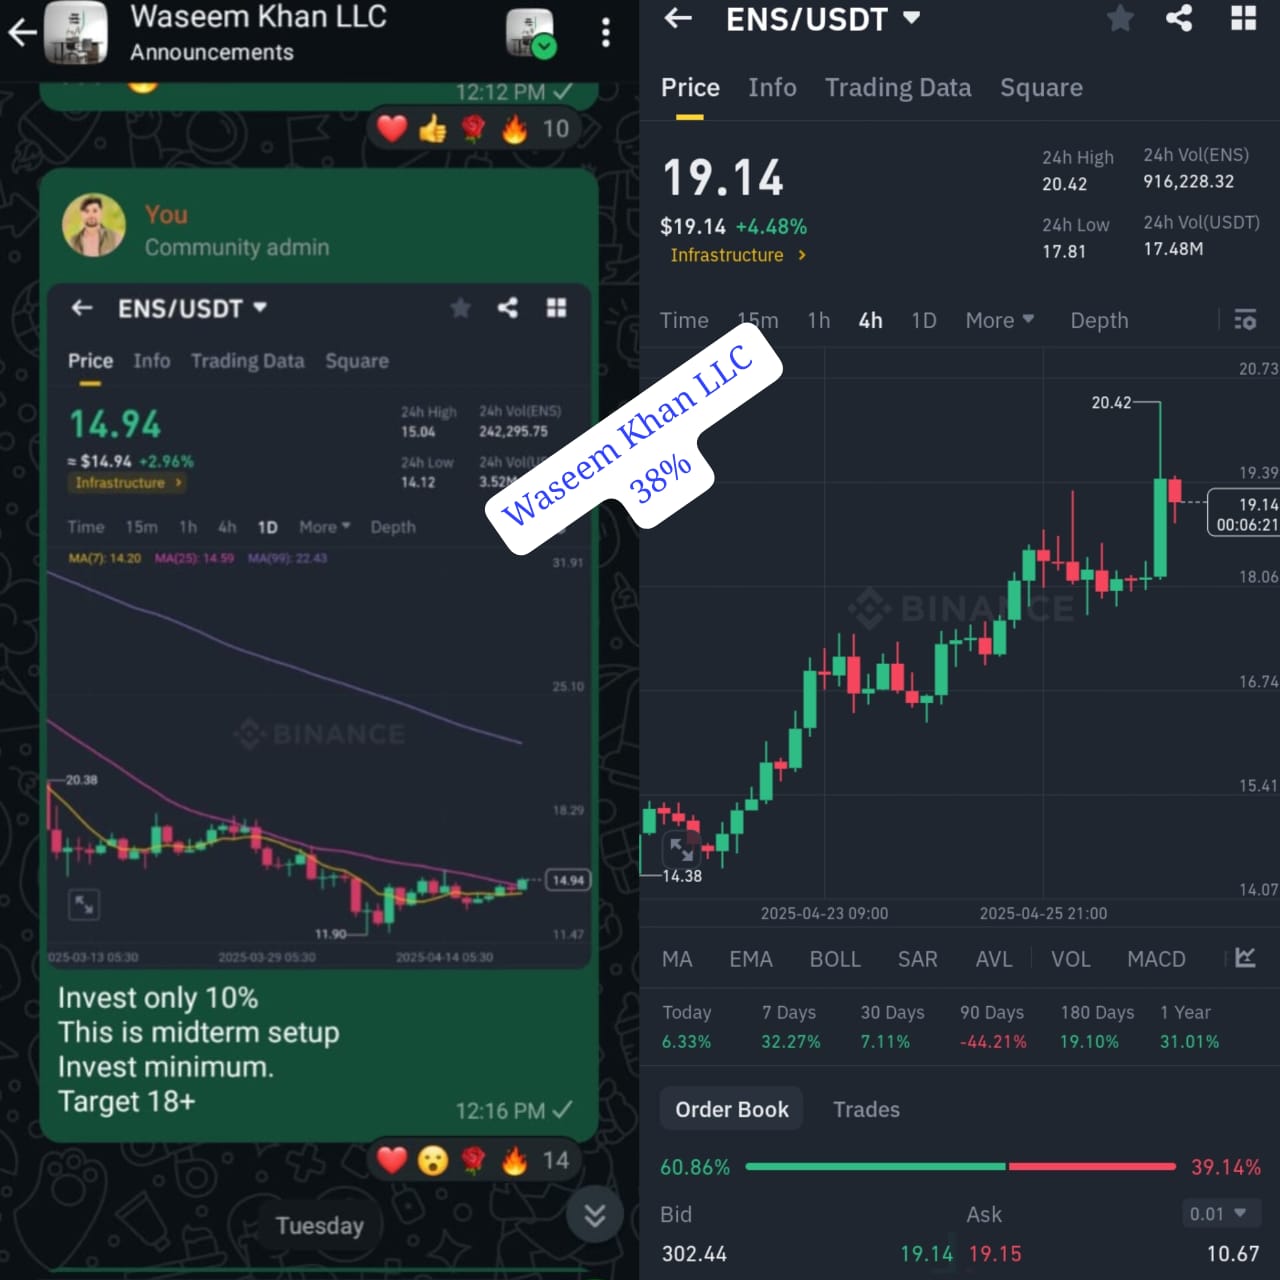 Waseem Khan LLC
Announcements
12:12 PM
10
You
Community admin
ENS/USDT
Price Info Trading Data Square
14.94
≈ $14.94 +2.96%
Infrastructure >
24h High
15.04
24h Vol(ENS)
242,295.75
24h Low
14.12
24h
3.52M
Time 15m 1h 4h 1D More Depth
MA(7): 14.20 MA(25): 14.59 MA(99): 22.43
31.91
25.10
BINANCE
20.38
18.29
14.94
11.90
11.47
025-03-13 05:30 2025-03-29 05:30 2025-04-14 05:30
Invest only 10%
This is midterm setup
Invest minimum.
Target 18+
12:16 PM
14
Tuesday
Waseem Khan LLC
38%
ENS/USDT
Price Info Trading Data Square
19.14
$19.14 +4.48%
Infrastructure >
24h High
20.42
24h Vol(ENS)
916,228.32
24h Low
17.81
24h Vol(USDT)
17.48M
Time 15m 1h 4h 1D More Depth
20.73
20.42
19.39
19.14
00:06:21
18.06
BINANCE
16.74
15.41
14.38
14.07
2025-04-23 09:00 2025-04-25 21:00
MA EMA BOLL SAR AVL VOL MACD
Today 7 Days 30 Days 90 Days 180 Days 1 Year
6.33% 32.27% 7.11% -44.21% 19.10% 31.01%
Order Book Trades
60.86% 39.14%
Bid Ask 0.01
302.44 19.14 19.15 10.67